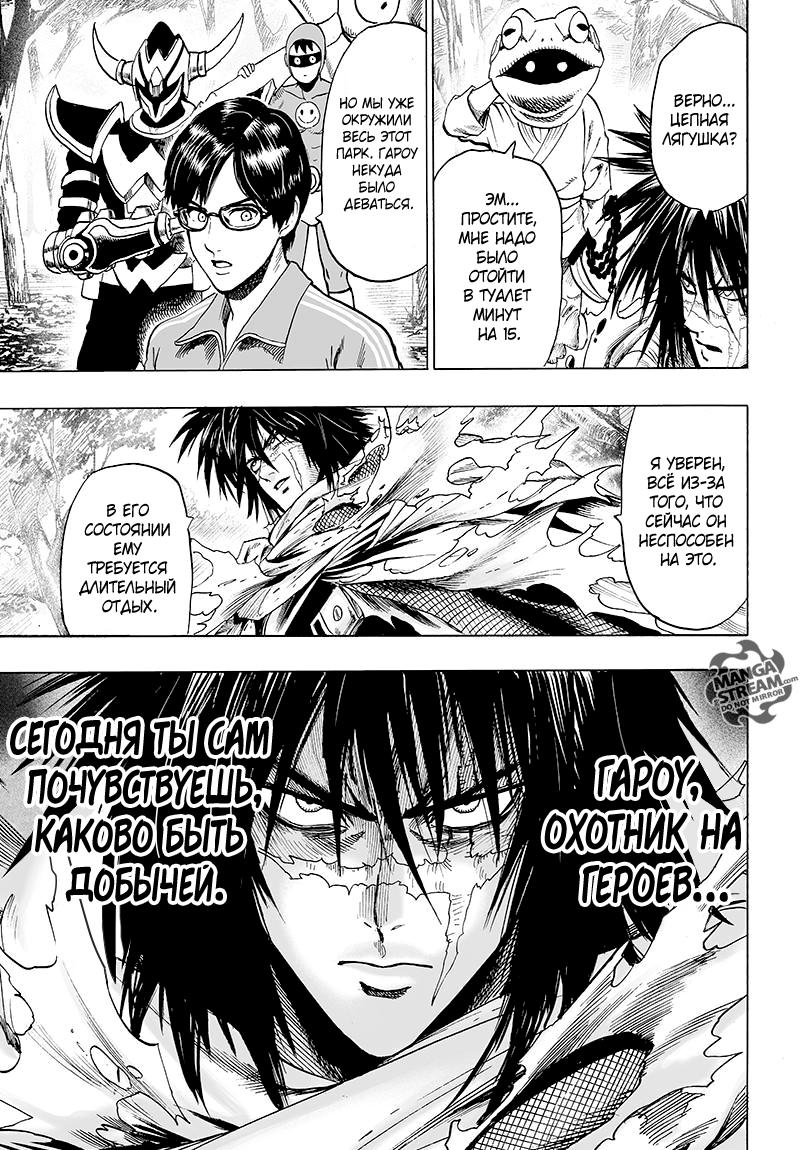 ВЕРНО...
ЦЕПНАЯ
ЛЯГУШКА?
ЭМ...
ПРОСТИТЕ,
МНЕ НАДО
БЫЛО
ОТОЙТИ
В ТУАЛЕТ
МИНУТ
НА 15.
НО МЫ УЖЕ
ОКРУЖИЛИ
ВЕСЬ ЭТОТ
ПАРК. ГАРОУ
НЕКУДА
БЫЛО
ДЕВАТЬСЯ.
Я УВЕРЕН,
ВСЁ ИЗ-ЗА
ТОГО, ЧТО
СЕЙЧАС ОН
НЕСПОСОБЕН
НА ЭТО.
В ЕГО
СОСТОЯНИИ
ЕМУ
ТРЕБУЕТСЯ
ДЛИТЕЛЬНЫЙ
ОТДЫХ.
MANGA
STREAM.com
DO NOT MIRROR
ГАРОУ,
ОХОТНИК НА
ГЕРОЕВ...
СЕГОДНЯ ТЫ САМ
ПОЧУВСТВУЕШЬ,
КАКОВО БЫТЬ
ДОБЫЧЕЙ.